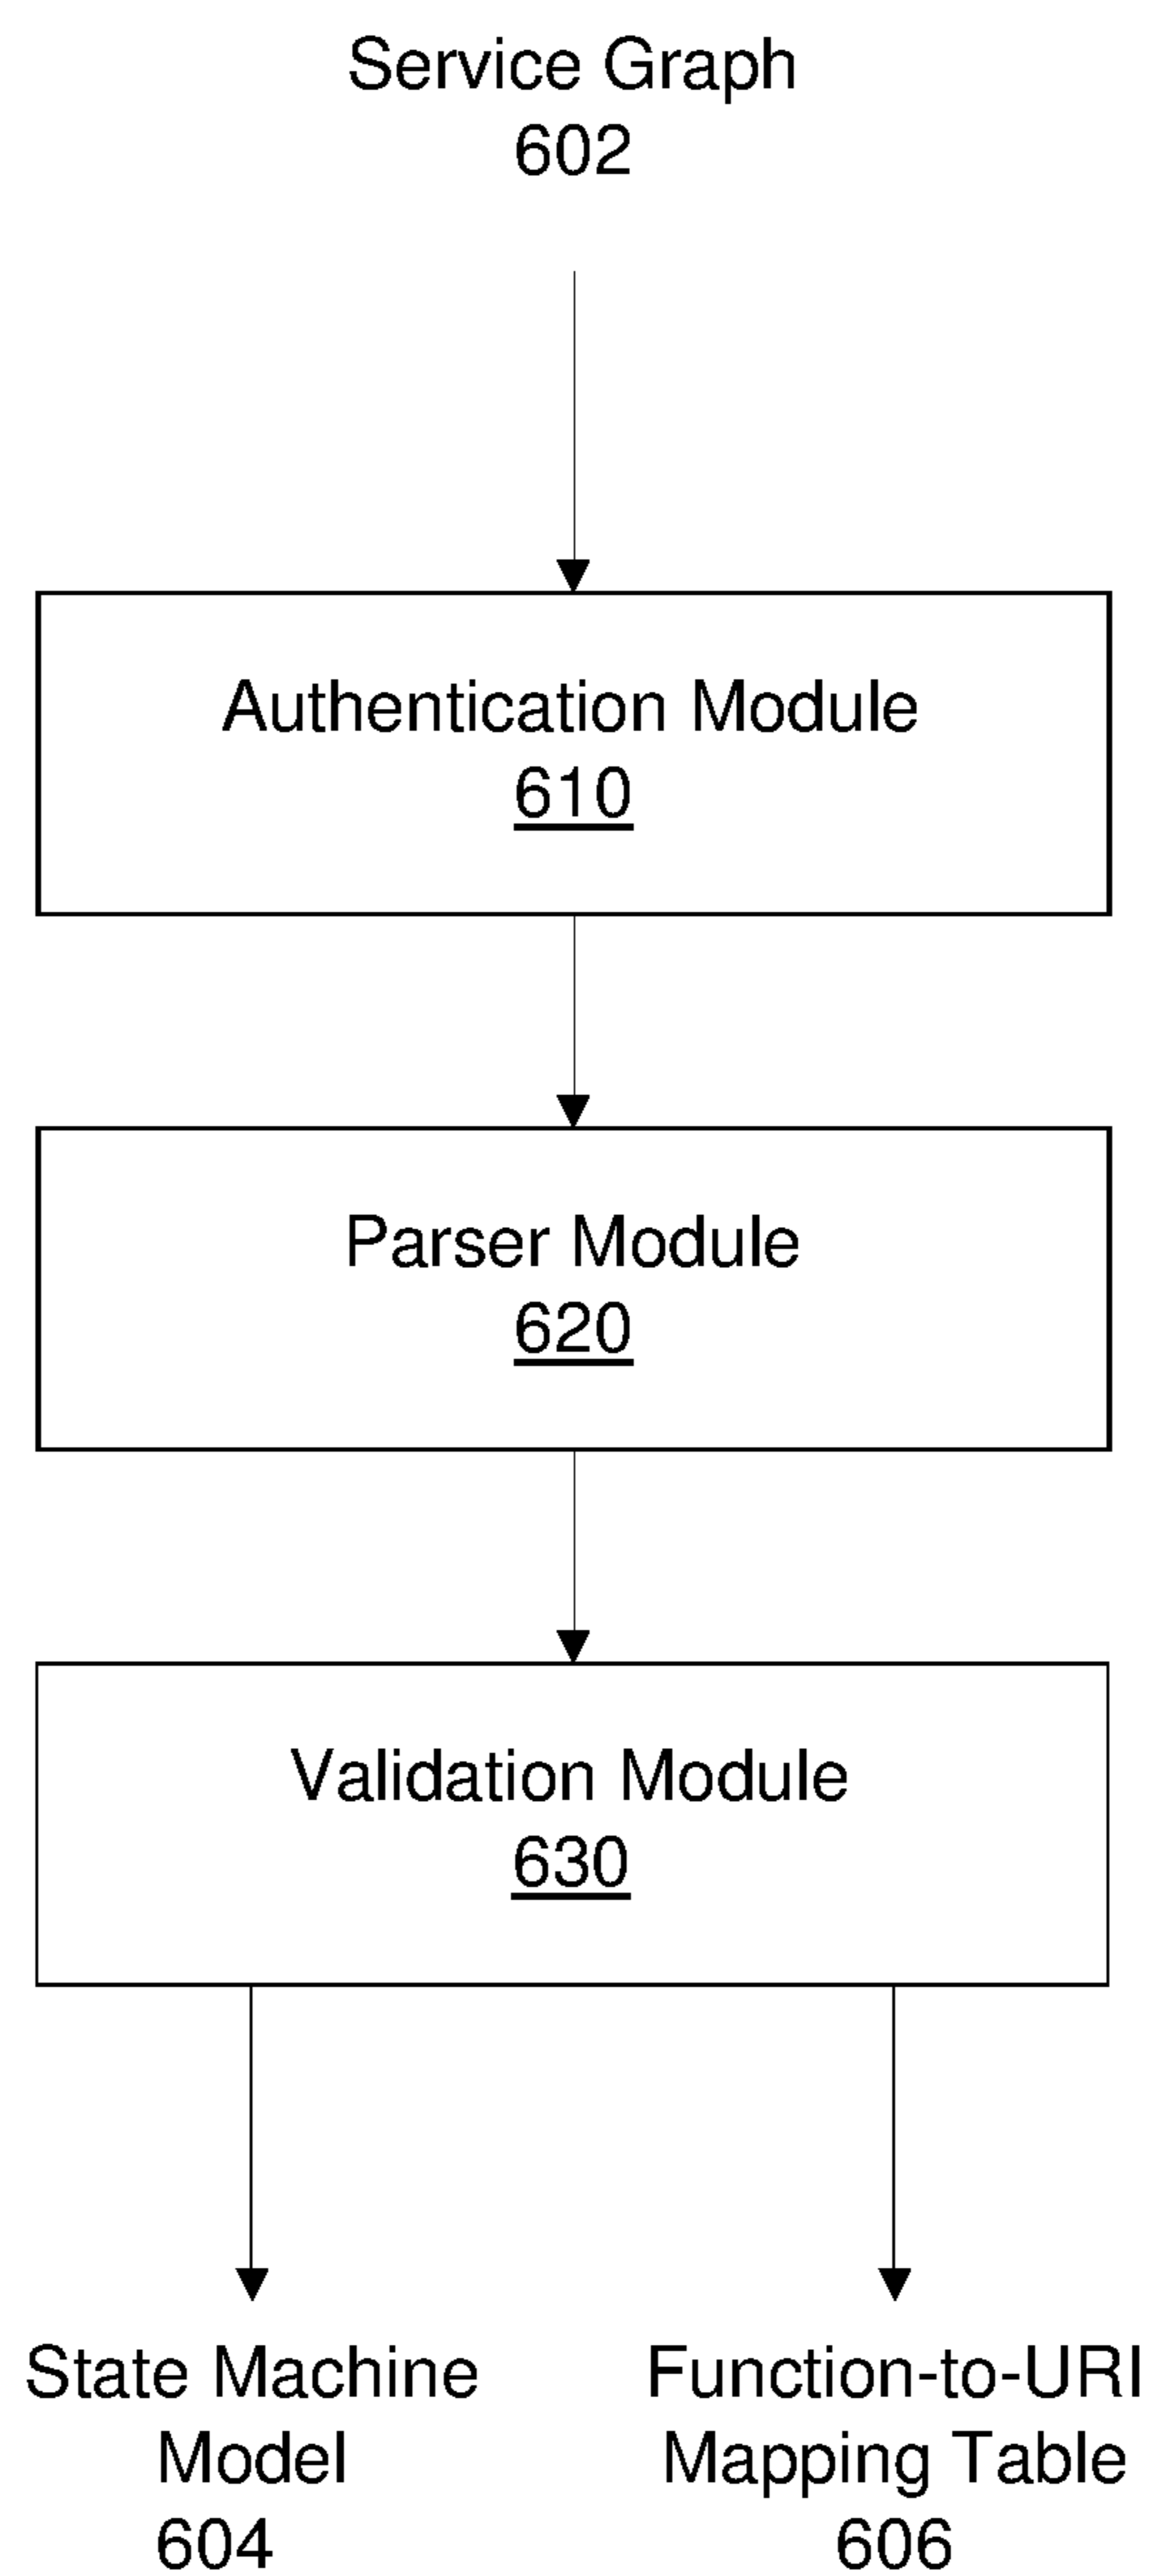 Service Graph
602
Authentication Module
610
Parser Module
620
Validation Module
630
State Machine
Model
604
Function-to-URI
Mapping Table
606